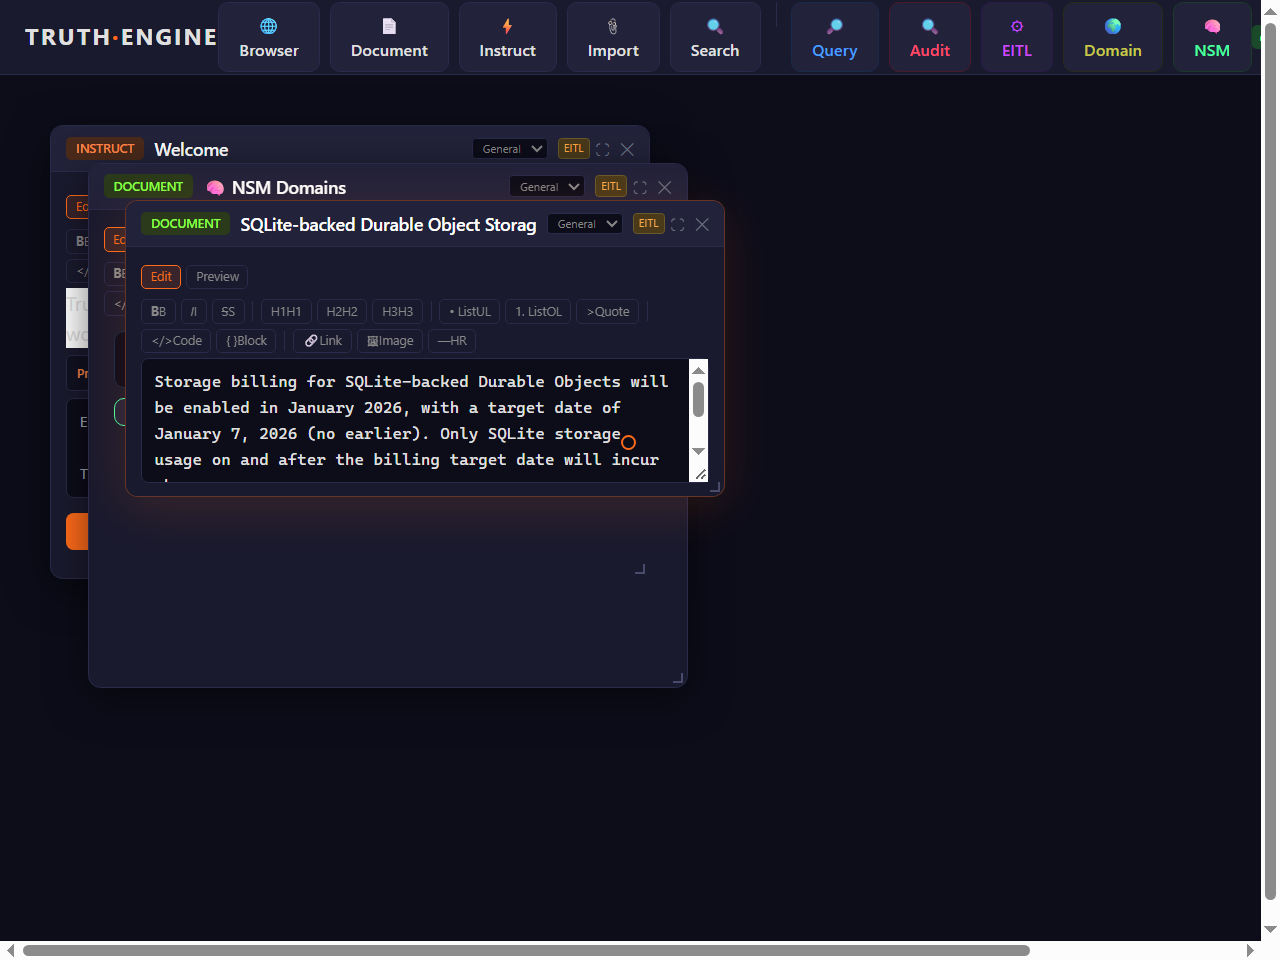 TRUTH·ENGINE
Browser
Document
Instruct
Import
Search
Query
Audit
EITL
Domain
NSM
INSTRUCT Welcome General EITL
DOCUMENT NSM Domains General EITL
DOCUMENT SQLite-backed Durable Object Storag General EITL
Edit Preview
BB II SS H1H1 H2H2 H3H3 • ListUL 1. ListOL >Quote
</>Code { }Block Link Image —HR
Storage billing for SQLite-backed Durable Objects will
be enabled in January 2026, with a target date of
January 7, 2026 (no earlier). Only SQLite storage
usage on and after the billing target date will incur